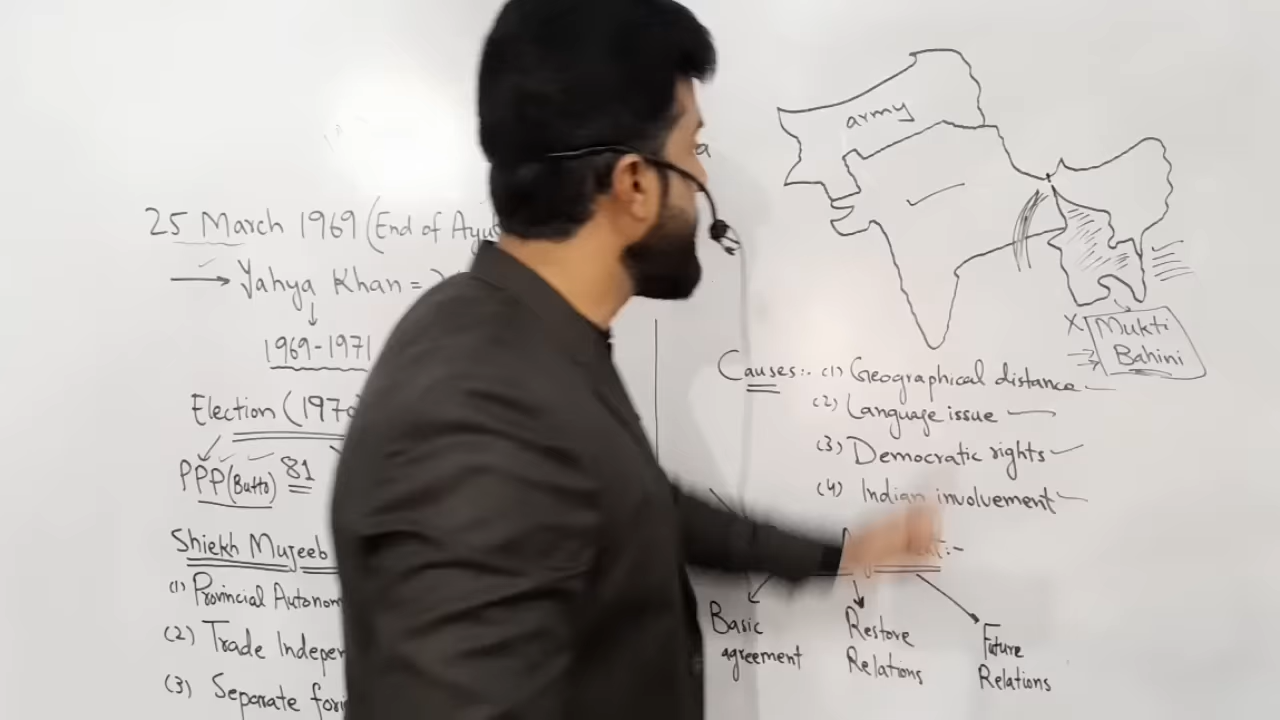 25 March 1969 (End of Ayub
→ Yahya Khan =
1969-1971
Election (1970
PPP (Butto) 81
Shiekh Mujeeb
(1) Provincial Autonom
(2) Trade Indepen
(3) Separate fori
army
X Mukti
Bahini
Causes:- (1) Geographical distance
(2) Language issue
(3) Democratic rights
(4) Indian involvement
Basic
agreement
Restore
Relations
Future
Relations